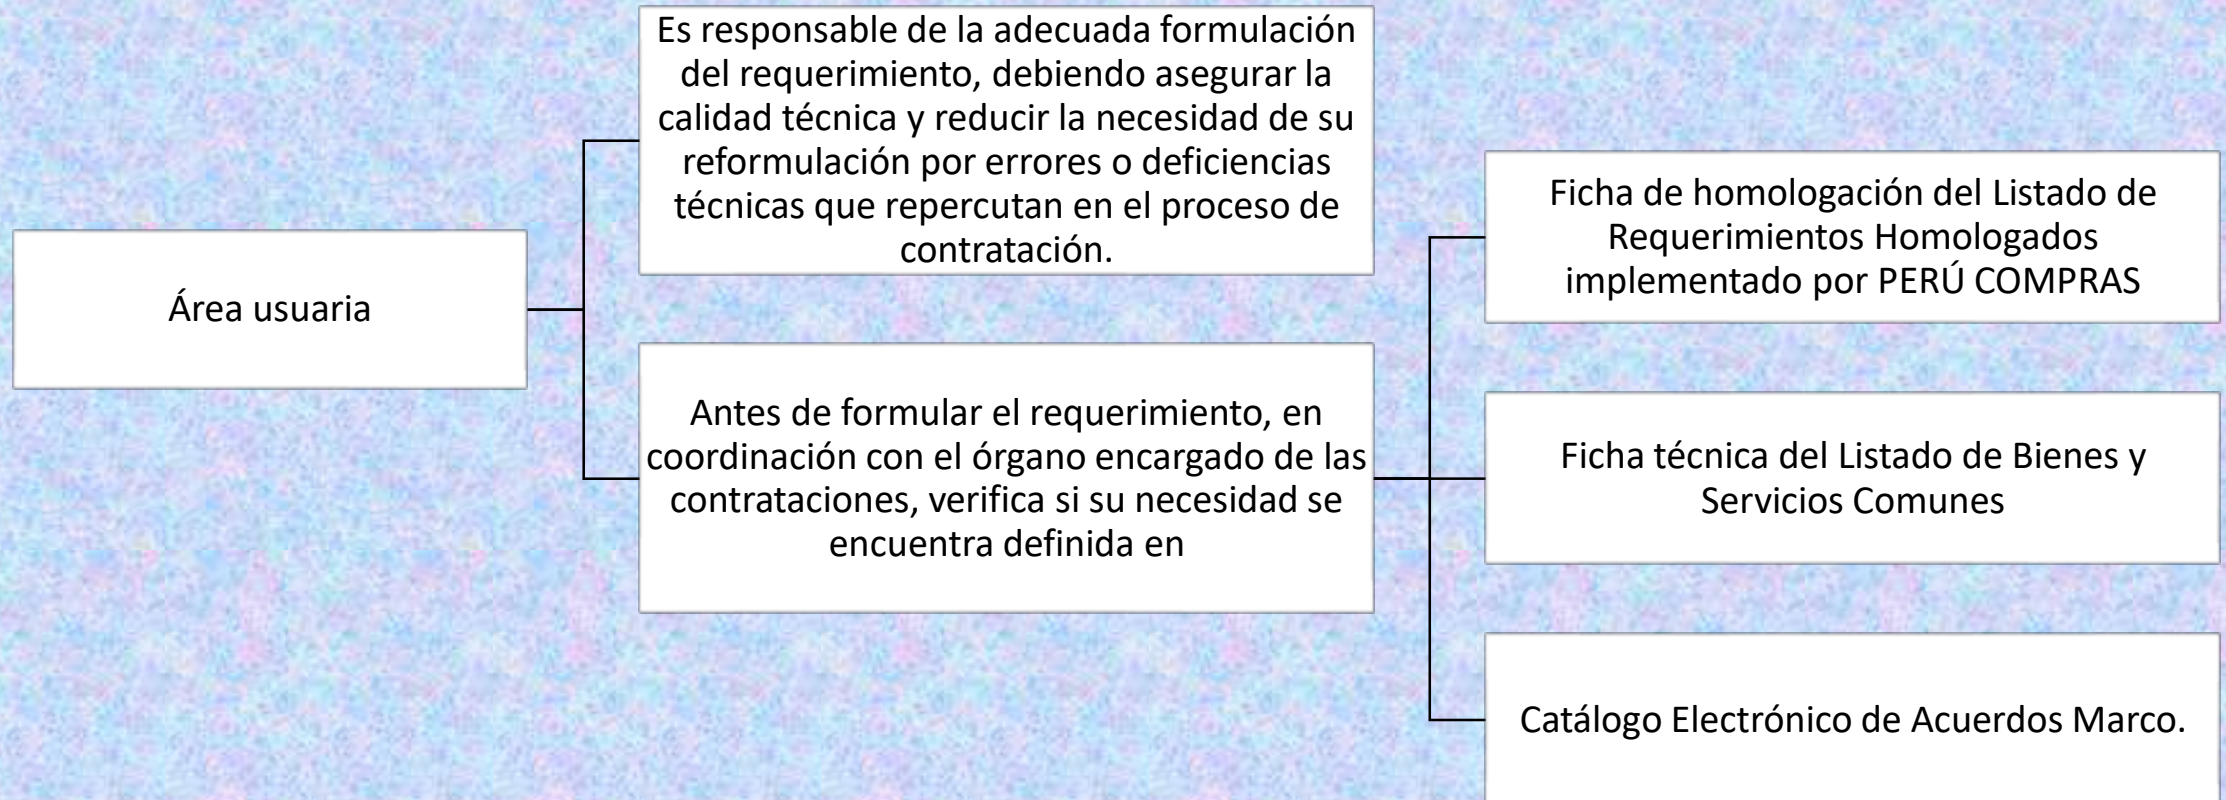 Área usuaria
Es responsable de la adecuada formulación
del requerimiento, debiendo asegurar la
calidad técnica y reducir la necesidad de su
reformulación por errores o deficiencias
técnicas que repercutan en el proceso de
contratación.
Antes de formular el requerimiento, en
coordinación con el órgano encargado de las
contrataciones, verifica si su necesidad se
encuentra definida en
Ficha de homologación del Listado de
Requerimientos Homologados
implementado por PERÚ COMPRAS
Ficha técnica del Listado de Bienes y
Servicios Comunes
Catálogo Electrónico de Acuerdos Marco.